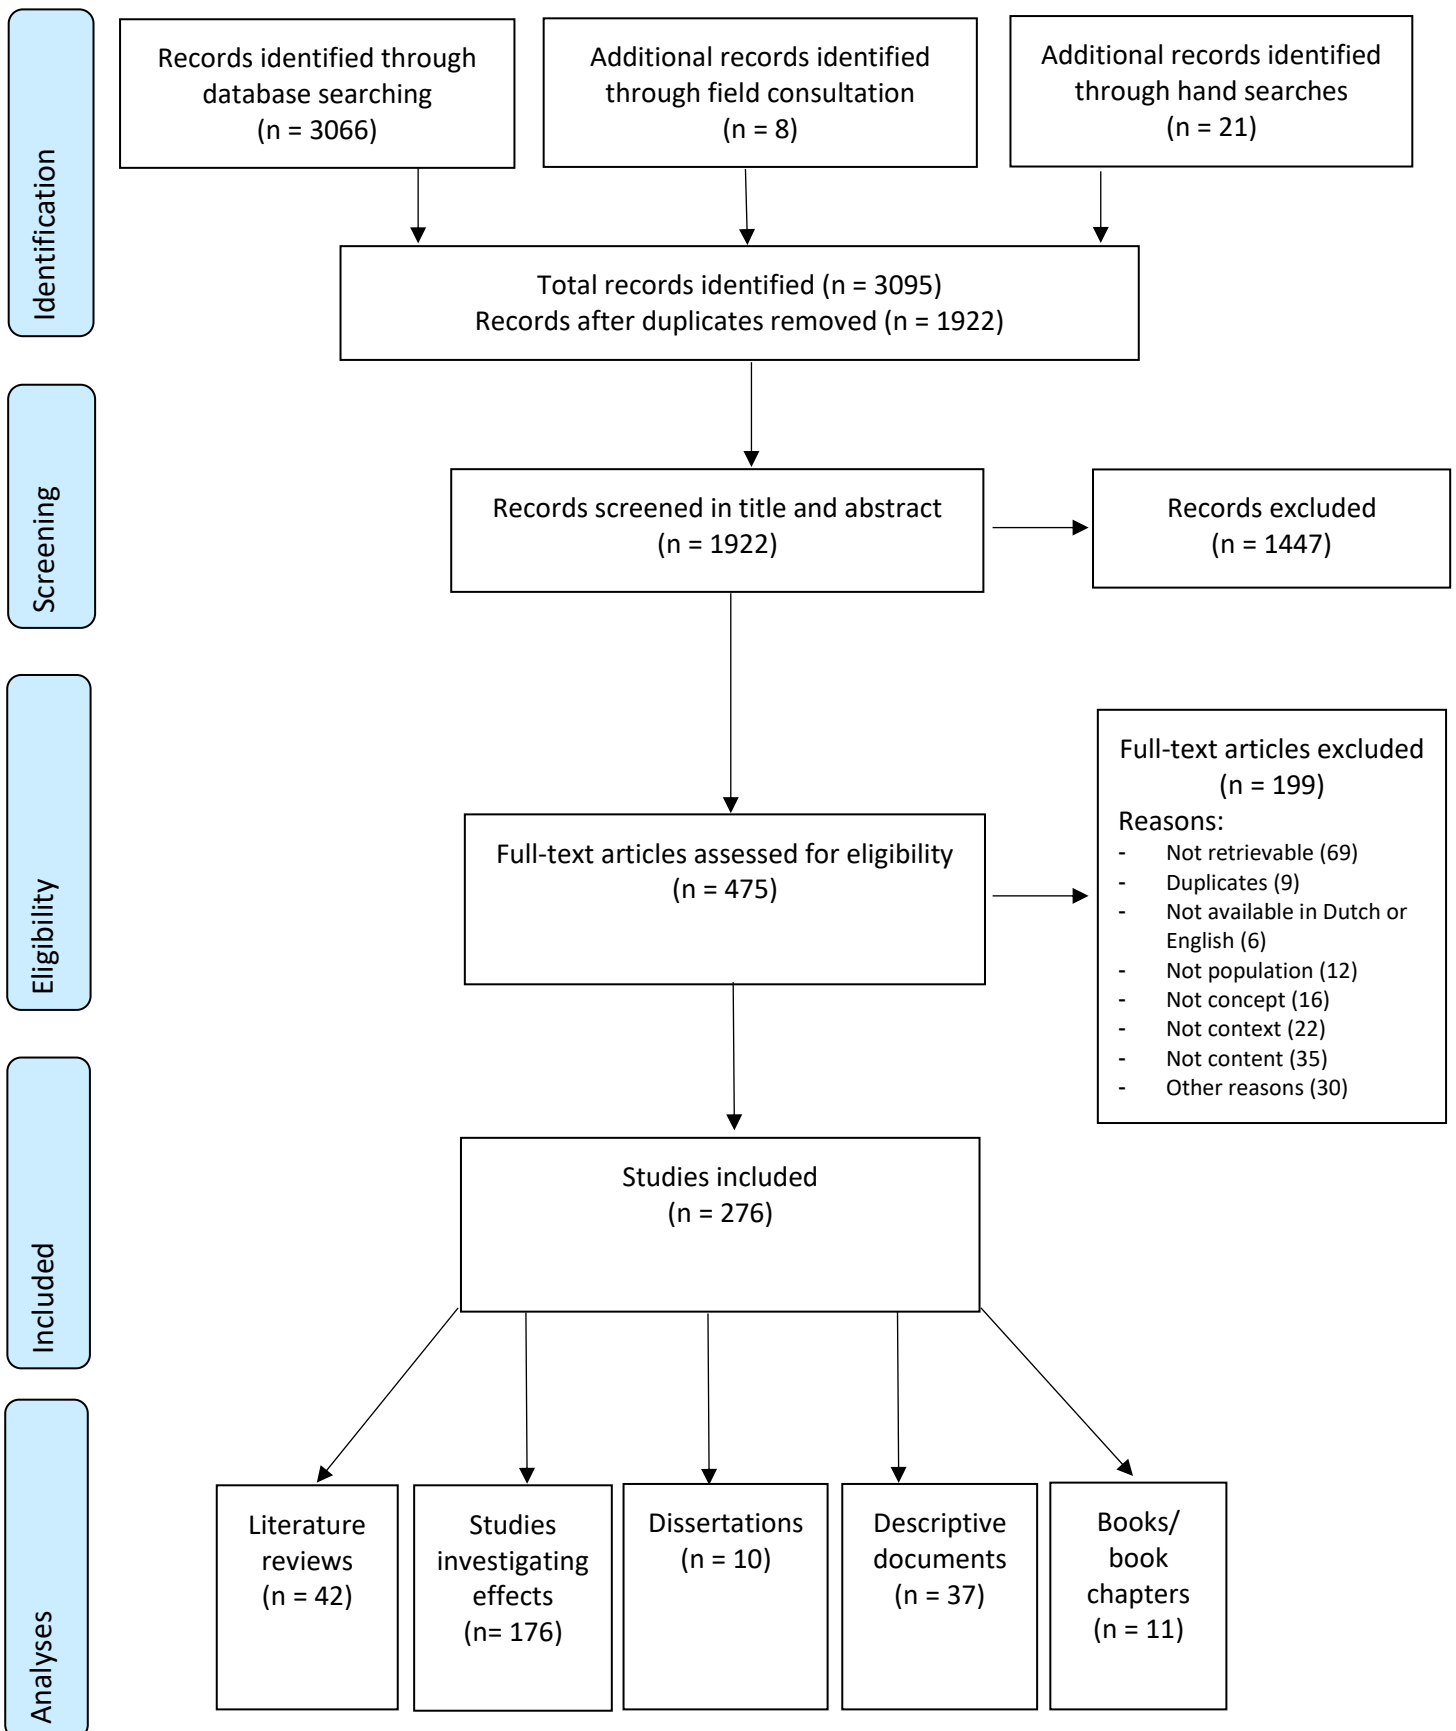 Identification
Records identified through
database searching
(n = 3066)
Additional records identified
through field consultation
(n = 8)
Additional records identified
through hand searches
(n = 21)
Total records identified (n = 3095)
Records after duplicates removed (n = 1922)
Screening
Records screened in title and abstract
(n = 1922)
Records excluded
(n = 1447)
Eligibility
Full-text articles assessed for eligibility
(n = 475)
Full-text articles excluded
(n = 199)
Reasons:
- Not retrievable (69)
- Duplicates (9)
- Not available in Dutch or
English (6)
- Not population (12)
- Not concept (16)
- Not context (22)
- Not content (35)
- Other reasons (30)
Included
Studies included
(n = 276)
Analyses
Literature
reviews
(n = 42)
Studies
investigating
effects
(n= 176)
Dissertations
(n = 10)
Descriptive
documents
(n = 37)
Books/
book
chapters
(n = 11)